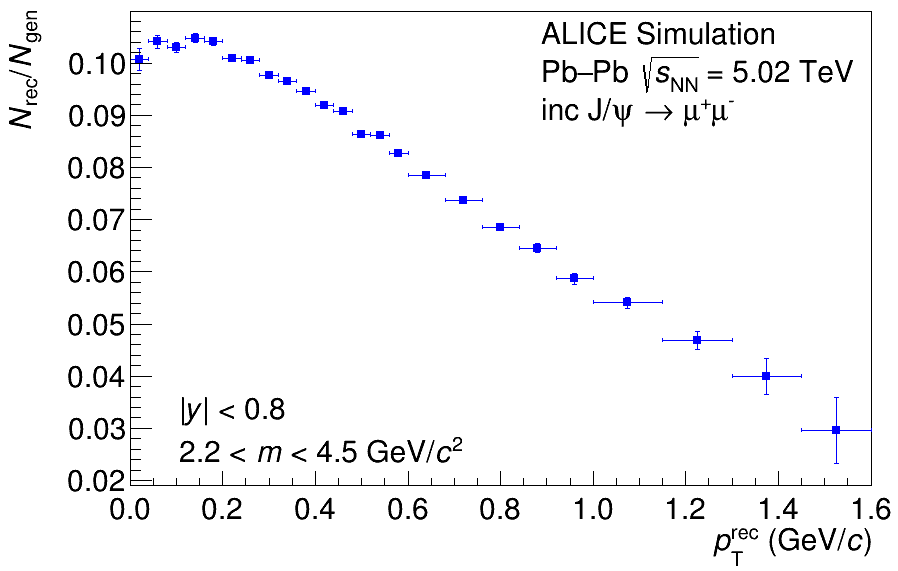 N_rec/N_gen
ALICE Simulation
Pb–Pb √s_NN = 5.02 TeV
inc J/ψ → μ⁺μ⁻
0.10
0.09
0.08
0.07
0.06
0.05
0.04
0.03
0.02
|y| < 0.8
2.2 < m < 4.5 GeV/c²
0.0 0.2 0.4 0.6 0.8 1.0 1.2 1.4 1.6
p_T^rec (GeV/c)